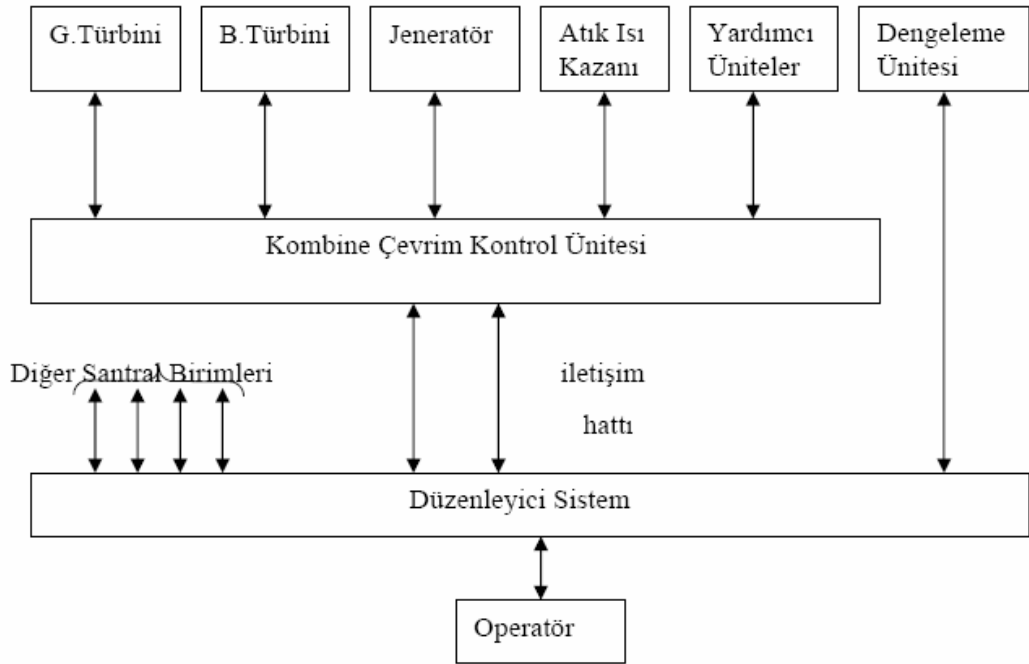 G.Türbini
B.Türbini
Jeneratör
Atık Isı
Kazanı
Yardımcı
Üniteler
Dengeleme
Ünitesi
Kombine Çevrim Kontrol Ünitesi
Diğer Santral Birimleri
iletişim
hattı
Düzenleyici Sistem
Operatör